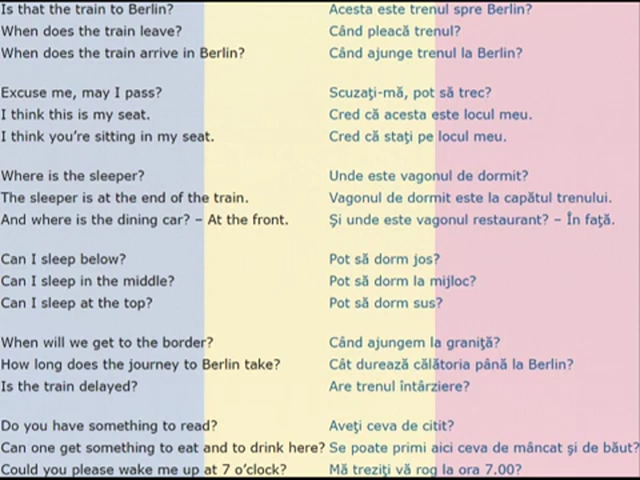 Is that the train to Berlin? Acesta este trenul spre Berlin?
When does the train leave? Când pleacă trenul?
When does the train arrive in Berlin? Când ajunge trenul la Berlin?
Excuse me, may I pass? Scuzaţi-mă, pot să trec?
I think this is my seat. Cred că acesta este locul meu.
I think you’re sitting in my seat. Cred că staţi pe locul meu.
Where is the sleeper? Unde este vagonul de dormit?
The sleeper is at the end of the train. Vagonul de dormit este la capătul trenului.
And where is the dining car? – At the front. Şi unde este vagonul restaurant? – În faţă.
Can I sleep below? Pot să dorm jos?
Can I sleep in the middle? Pot să dorm la mijloc?
Can I sleep at the top? Pot să dorm sus?
When will we get to the border? Când ajungem la graniţă?
How long does the journey to Berlin take? Cât durează călătoria până la Berlin?
Is the train delayed? Are trenul întârziere?
Do you have something to read? Aveţi ceva de citit?
Can one get something to eat and to drink here? Se poate primi aici ceva de mâncat şi de băut?
Could you please wake me up at 7 o’clock? Mă treziţi vă rog la ora 7.00?